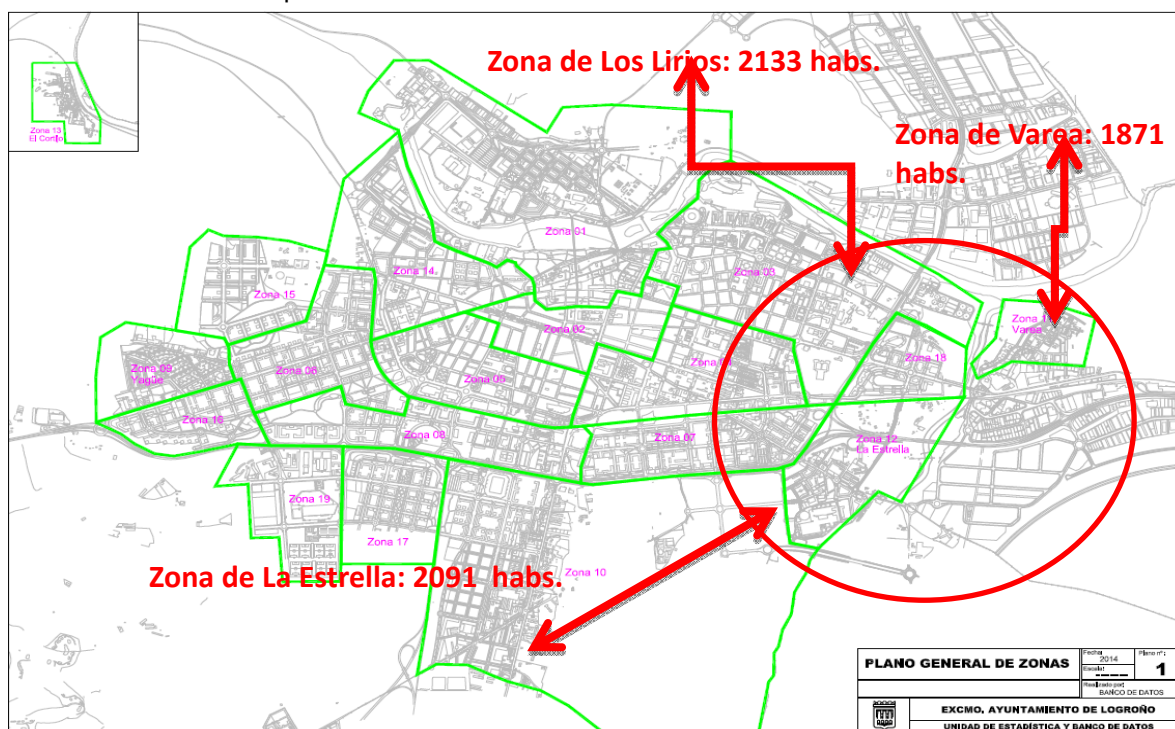 Zona de Los Lirios: 2133 habs.
Zona de Varea: 1871
habs.
Zona 13
El Cortijo
Zona 01
Zona 14
Zona 03
Zona 15
Zona 02
Zona 18
Varea
Zona 09
Yagüe
Zona 06
Zona 05
Zona 16
Zona 08
Zona 07
Zona 12
La Estrella
Zona 19
Zona 17
Zona 10
Zona de La Estrella: 2091 habs.
PLANO GENERAL DE ZONAS
Fecha:
2014
Plano nº:
1
Escala:
Realizado por:
BANCO DE DATOS
EXCMO. AYUNTAMIENTO DE LOGROÑO
UNIDAD DE ESTADÍSTICA Y BANCO DE DATOS